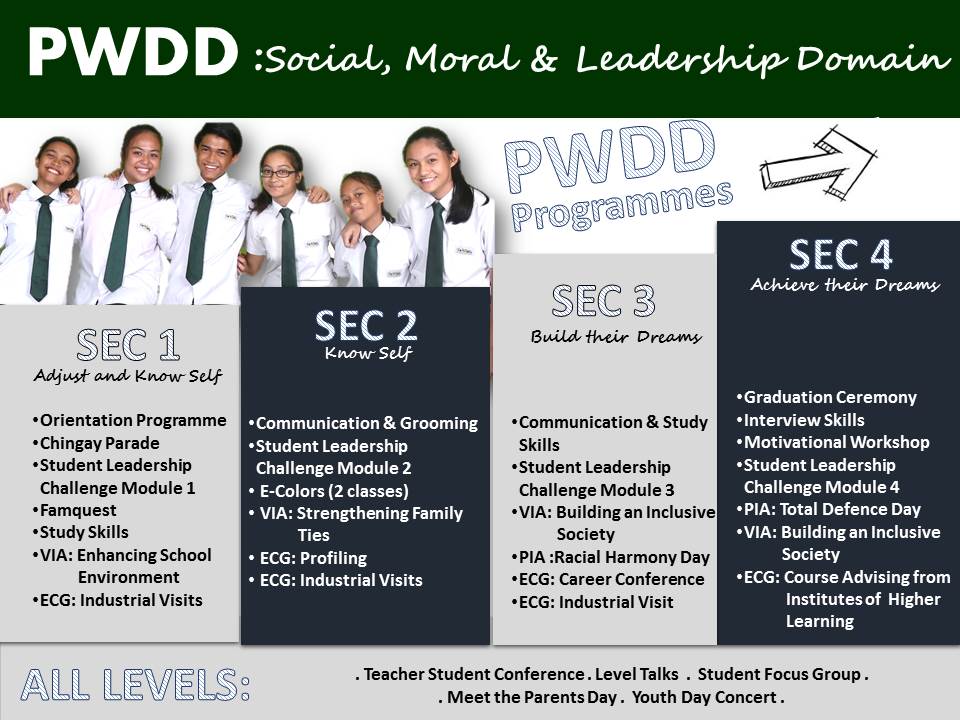 PWDD :Social, Moral & Leadership Domain
PWDD
Programmes
SEC 1
Adjust and Know Self
•Orientation Programme
•Chingay Parade
•Student Leadership
Challenge Module 1
•Famquest
•Study Skills
•VIA: Enhancing School
Environment
•ECG: Industrial Visits
SEC 2
Know Self
•Communication & Grooming
•Student Leadership
Challenge Module 2
• E-Colors (2 classes)
• VIA: Strengthening Family
Ties
• ECG: Profiling
• ECG: Industrial Visits
SEC 3
Build their Dreams
•Communication & Study
Skills
•Student Leadership
Challenge Module 3
•VIA: Building an Inclusive
Society
•PIA :Racial Harmony Day
•ECG: Career Conference
•ECG: Industrial Visit
SEC 4
Achieve their Dreams
•Graduation Ceremony
•Interview Skills
•Motivational Workshop
•Student Leadership
Challenge Module 4
•PIA: Total Defence Day
•VIA: Building an Inclusive
Society
•ECG: Course Advising from
Institutes of Higher
Learning
ALL LEVELS:
. Teacher Student Conference . Level Talks . Student Focus Group .
. Meet the Parents Day . Youth Day Concert .